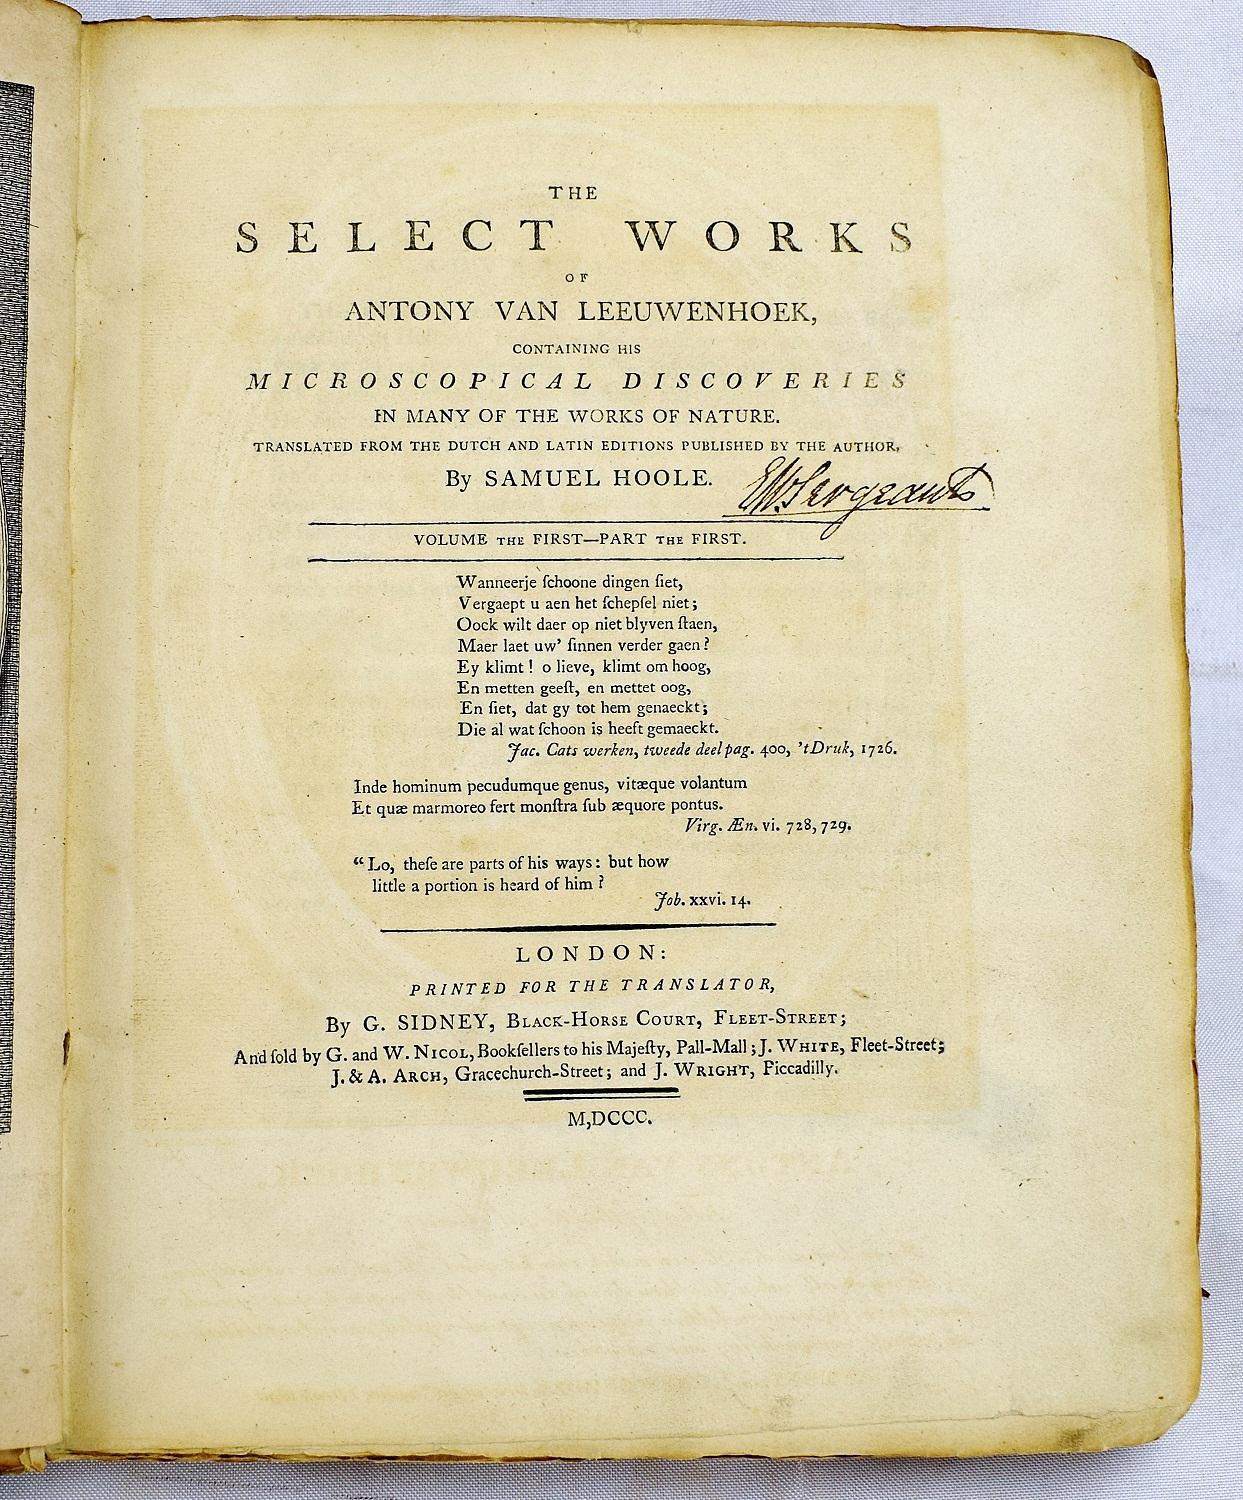 THE
SELECT WORKS
OF
ANTONY VAN LEEUWENHOEK,
CONTAINING HIS
MICROSCOPICAL DISCOVERIES
IN MANY OF THE WORKS OF NATURE.
TRANSLATED FROM THE DUTCH AND LATIN EDITIONS PUBLISHED BY THE AUTHOR,
By SAMUEL HOOLE.
VOLUME THE FIRST—PART THE FIRST.
Wanneerje ſchoone dingen ſiet,
Vergaept u aen het ſchepſel niet;
Oock wilt daer op niet blyven ſtaen,
Maer laet uw' ſinnen verder gaen?
Ey klimt! o lieve, klimt om hoog,
En metten geeſt, en mettet oog,
En ſiet, dat gy tot hem genaeckt;
Die al wat ſchoon is heeft gemaeckt.
Jac. Cats werken, tweede deel pag. 400, 'tDruk, 1726.
Inde hominum pecudumque genus, vitæque volantum
Et quæ marmoreo fert monſtra ſub æquore pontus.
Virg. Æn. vi. 728, 729.
“Lo, theſe are parts of his ways: but how
little a portion is heard of him?
Job. xxvi. 14.
LONDON:
PRINTED FOR THE TRANSLATOR,
By G. SIDNEY, BLACK-HORSE COURT, FLEET-STREET;
And ſold by G. and W. NICOL, Bookſellers to his Majeſty, Pall-Mall; J. WHITE, Fleet-Street;
J. & A. ARCH, Gracechurch-Street; and J. WRIGHT, Piccadilly.
M,DCCC.